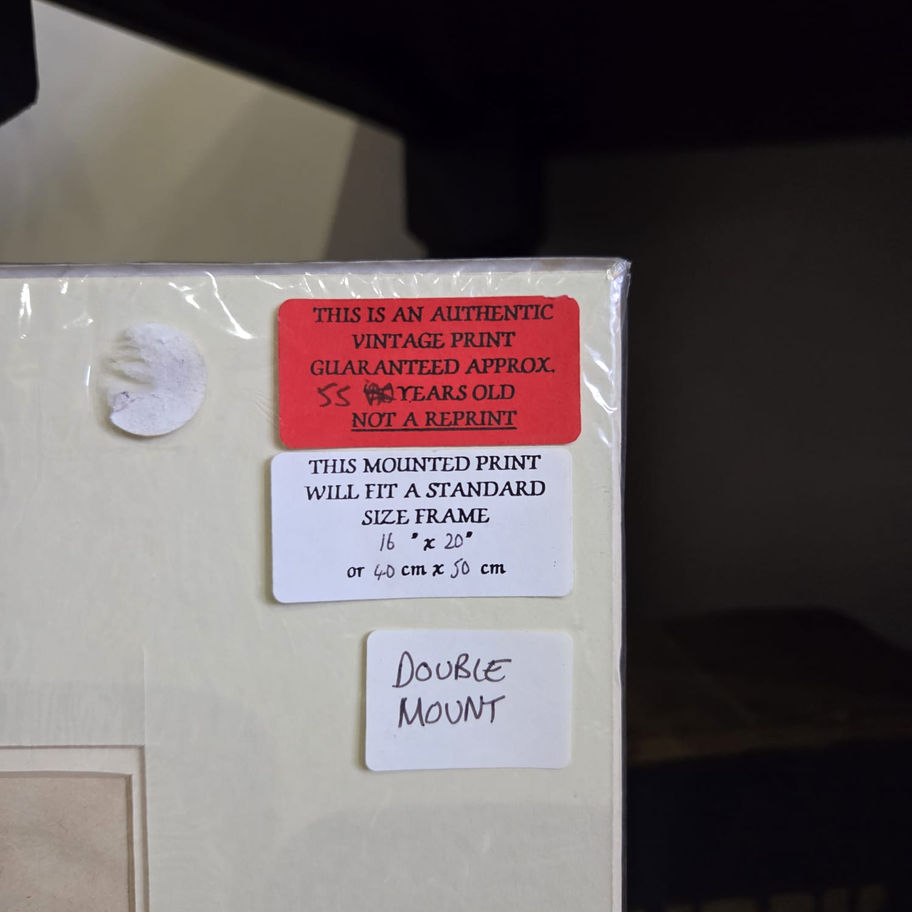 THIS IS AN AUTHENTIC
VINTAGE PRINT
GUARANTEED APPROX.
55 YEARS OLD
NOT A REPRINT
THIS MOUNTED PRINT
WILL FIT A STANDARD
SIZE FRAME
16 " x 20"
or 40 cm x 50 cm
DOUBLE
MOUNT